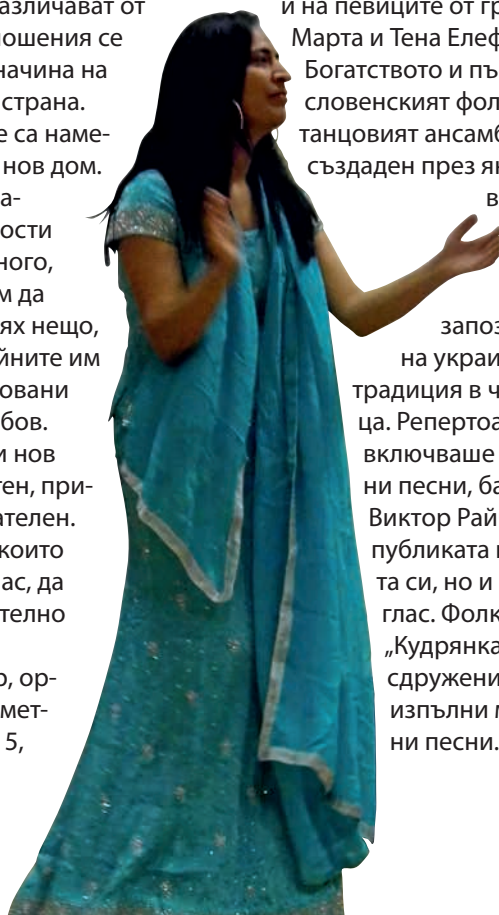 азличават от
ношения се
начина на
страна.
е са наме-
нов дом.
а-
ости
ного,
м да
ях нещо,
йните им
овани
бов.
и нов
тен, при-
ателен.
които
ас, да
телно
р, ор-
мет-
5,
и на певиците от гр
Марта и Тена Елеф
Богатството и пъ
словенският фол
танцовият ансамб
създаден през ян
в
запоз
на украи
традиция в ч
ца. Репертоа
включваше
ни песни, ба
Виктор Рай
публиката
та си, но и
глас. Фолк
„Кудрянка
сдружени
изпълни м
ни песни.